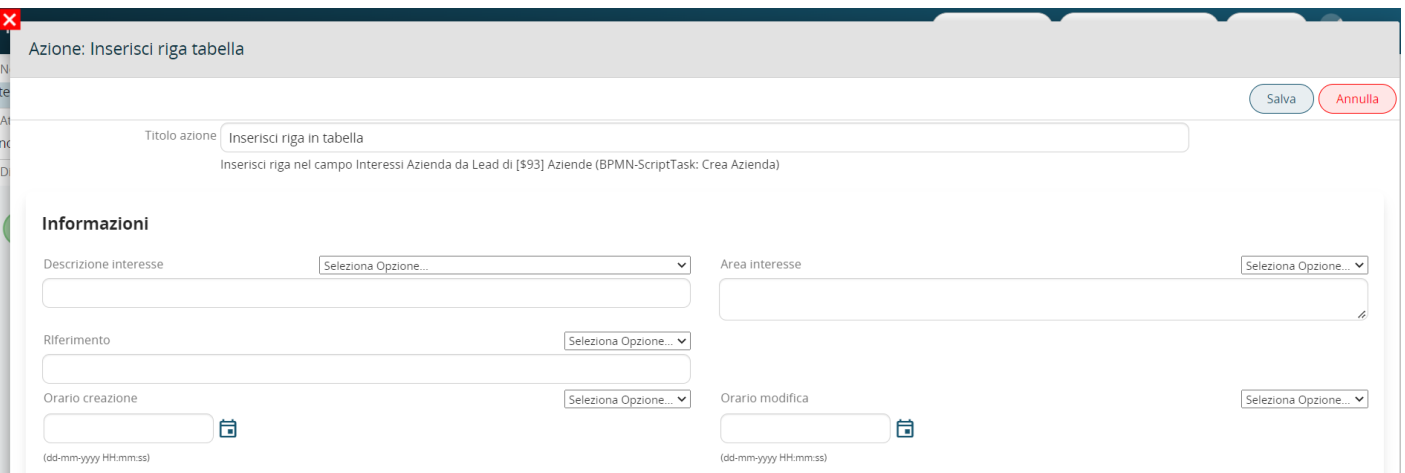 Azione: Inserisci riga tabella
Salva Annulla
Titolo azione Inserisci riga in tabella
Inserisci riga nel campo Interessi Azienda da Lead di [$93] Aziende (BPMN-ScriptTask: Crea Azienda)
Informazioni
Descrizione interesse Seleziona Opzione... Area interesse Seleziona Opzione...
RIferimento Seleziona Opzione...
Orario creazione Seleziona Opzione... Orario modifica Seleziona Opzione...
(dd-mm-yyyy HH:mm:ss) (dd-mm-yyyy HH:mm:ss)